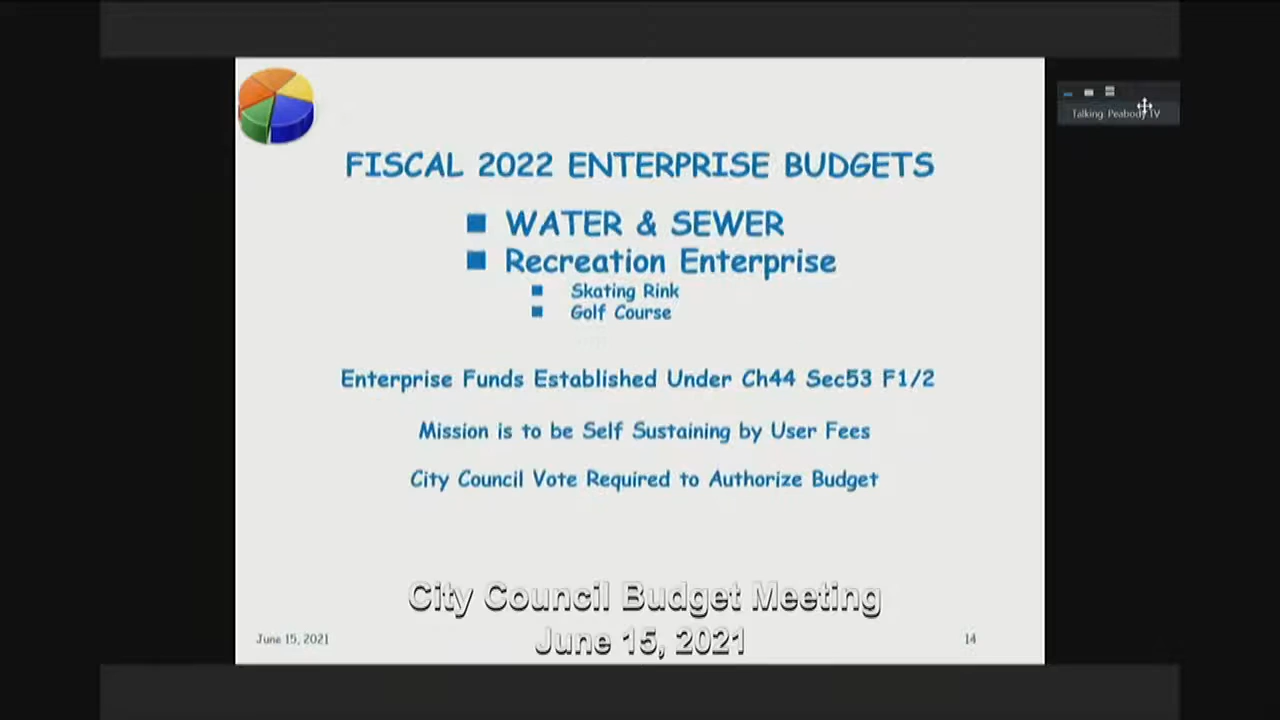 Talking Peabody TV
FISCAL 2022 ENTERPRISE BUDGETS
WATER & SEWER
Recreation Enterprise
Skating Rink
Golf Course
Enterprise Funds Established Under Ch44 Sec53 F1/2
Mission is to be Self Sustaining by User Fees
City Council Vote Required to Authorize Budget
City Council Budget Meeting
June 15, 2021
June 15, 2021
14